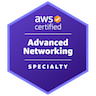 aws
certified
Advanced
Networking
SPECIALTY